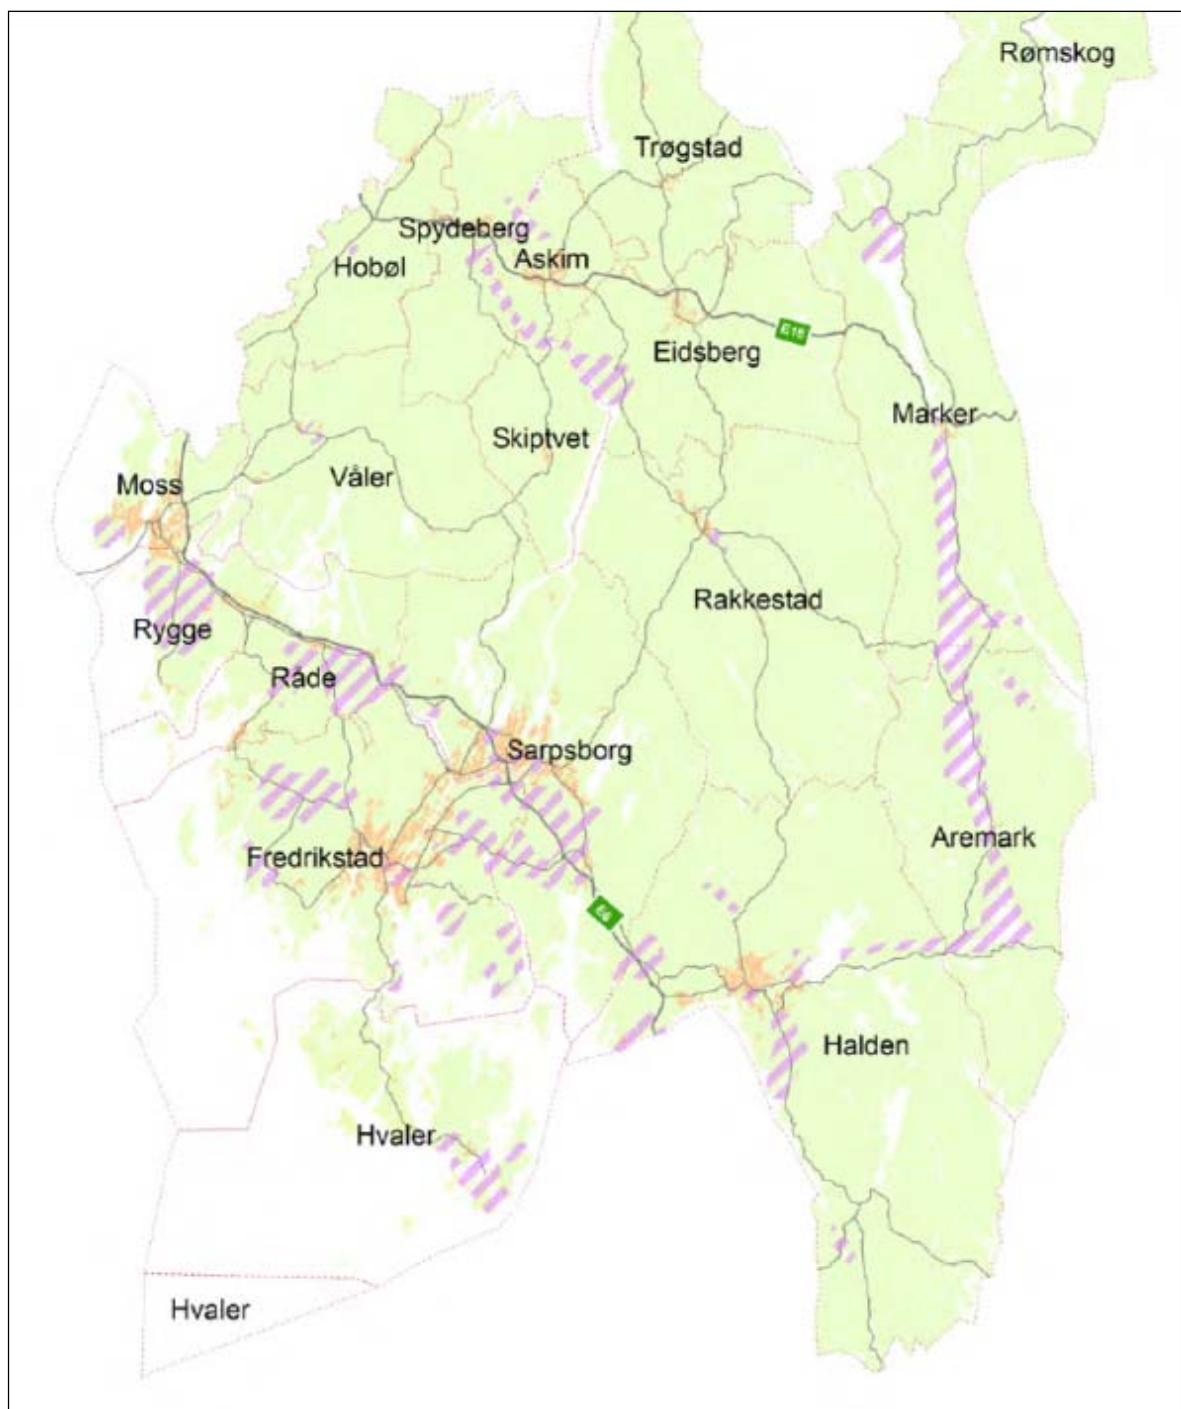 Rømskog
Trøgstad
Spydeberg
Askim
Hobøl
E18
Eidsberg
Marker
Skiptvet
Våler
Moss
Rakkestad
Rygge
Råde
Sarpsborg
Aremark
Fredrikstad
E6
Halden
Hvaler
Hvaler